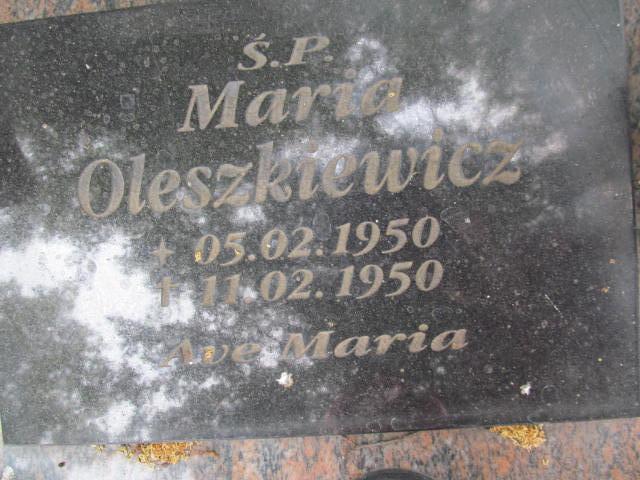 Ś.P.
Maria
Oleszkiewicz
+ 05.02.1950
† 11.02.1950
Ave Maria